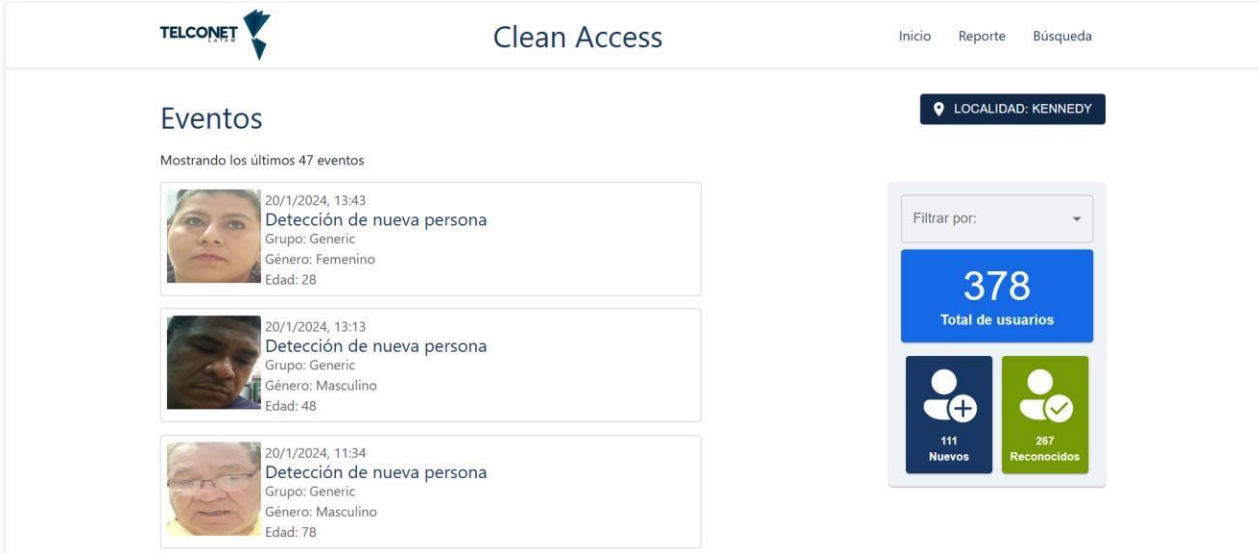 TELCONET
LATAM
Clean Access
Inicio Reporte Búsqueda
Eventos
LOCALIDAD: KENNEDY
Mostrando los últimos 47 eventos
20/1/2024, 13:43
Detección de nueva persona
Grupo: Generic
Género: Femenino
Edad: 28
20/1/2024, 13:13
Detección de nueva persona
Grupo: Generic
Género: Masculino
Edad: 48
20/1/2024, 11:34
Detección de nueva persona
Grupo: Generic
Género: Masculino
Edad: 78
Filtrar por:
378
Total de usuarios
111
Nuevos
267
Reconocidos